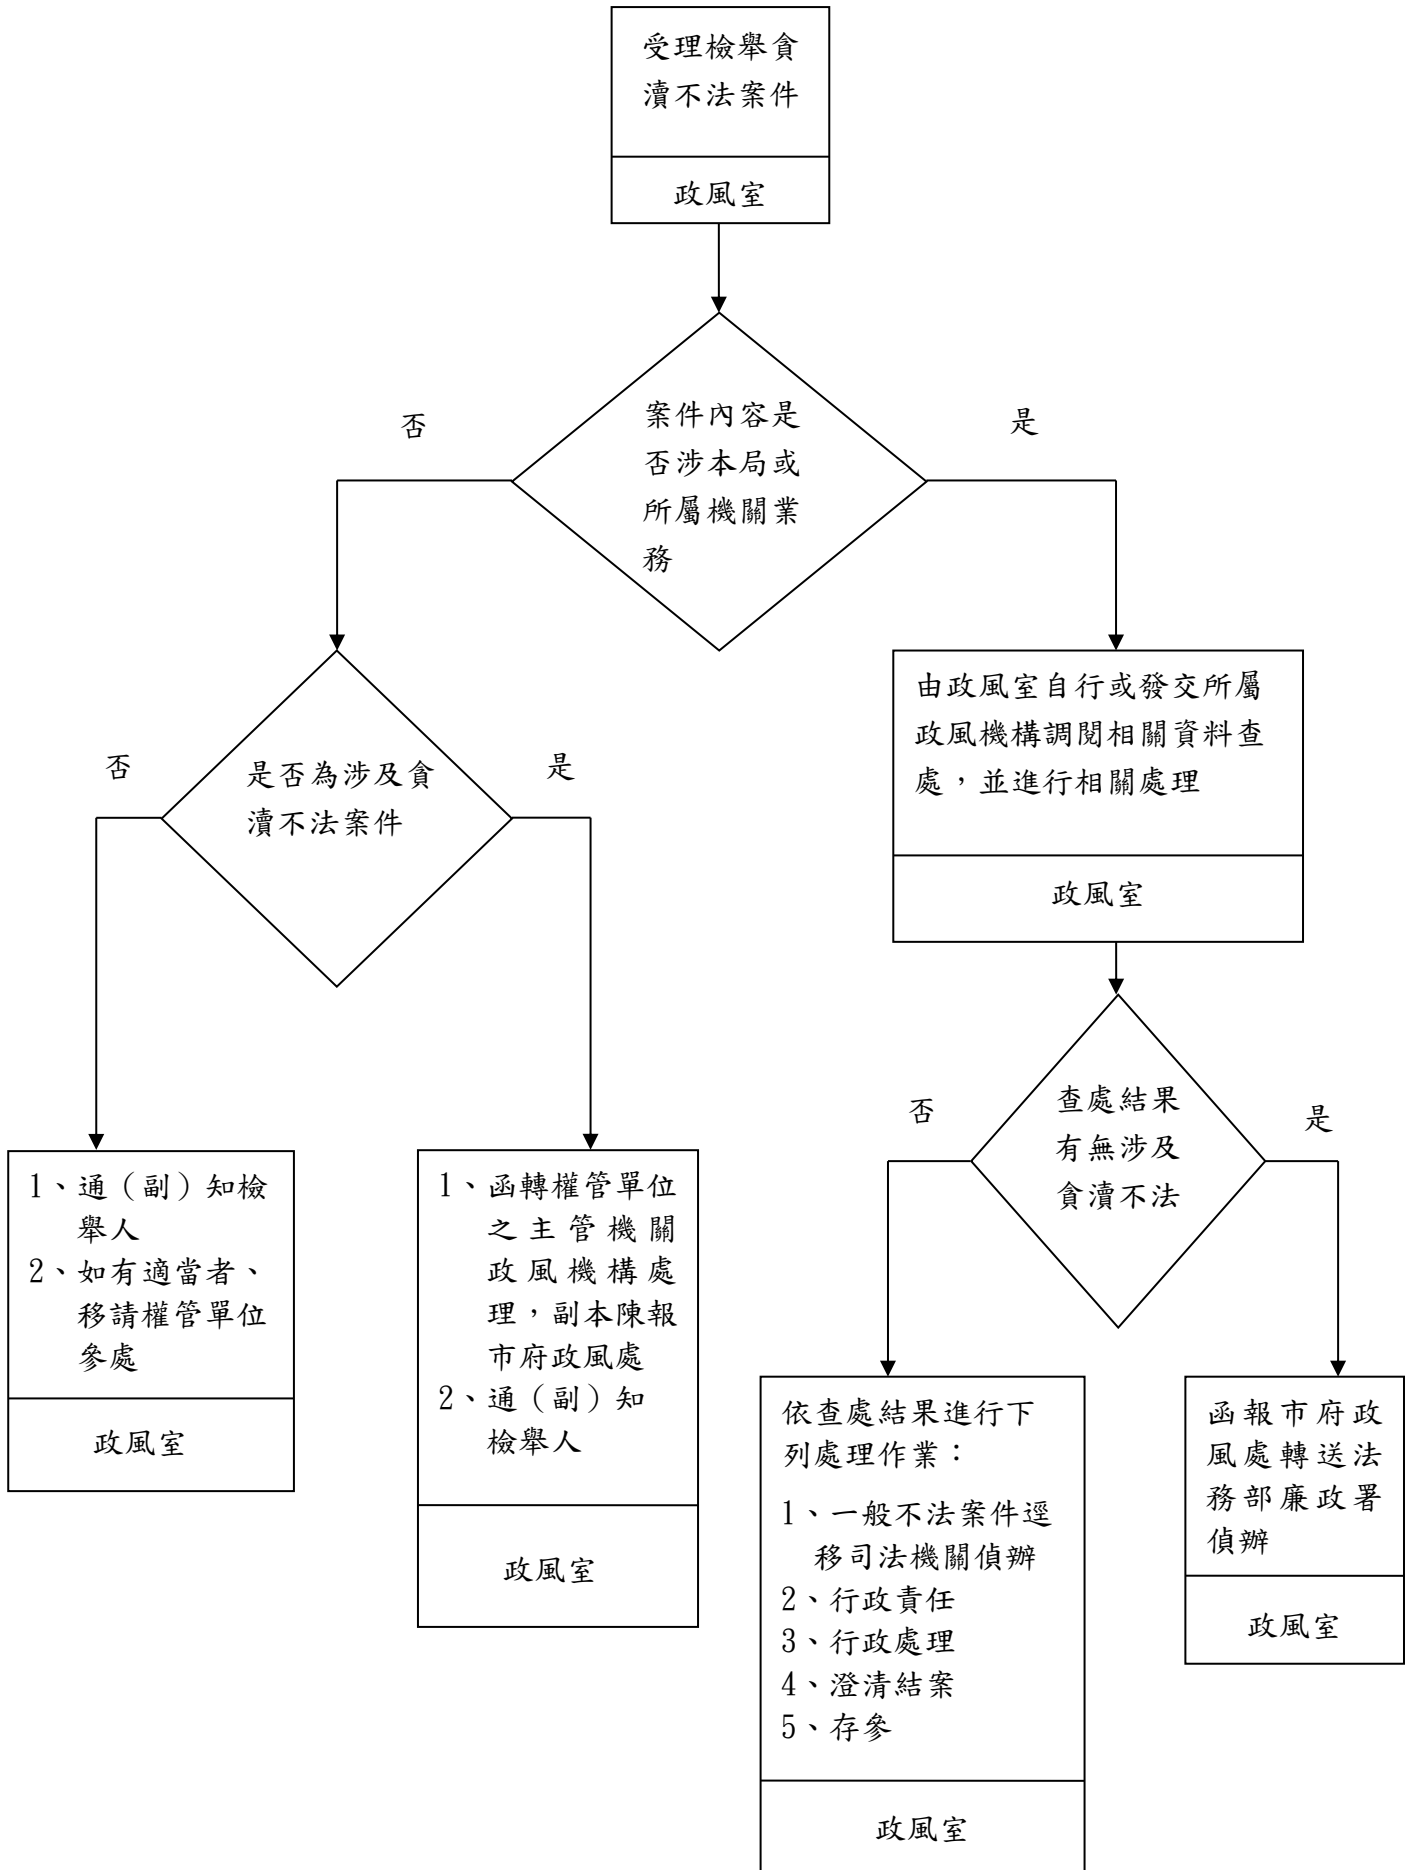 受理檢舉貪
瀆不法案件
政風室
案件內容是
否涉本局或
所屬機關業
務
否
是
是否為涉及貪
瀆不法案件
否
是
由政風室自行或發交所屬
政風機構調閱相關資料查
處，並進行相關處理
政風室
查處結果
有無涉及
貪瀆不法
否
是
1、通（副）知檢
舉人
2、如有適當者、
移請權管單位
參處
政風室
1、函轉權管單位
之主管機關
政風機構處
理，副本陳報
市府政風處
2、通（副）知
檢舉人
政風室
依查處結果進行下
列處理作業：
1、一般不法案件逕
移司法機關偵辦
2、行政責任
3、行政處理
4、澄清結案
5、存參
政風室
函報市府政
風處轉送法
務部廉政署
偵辦
政風室